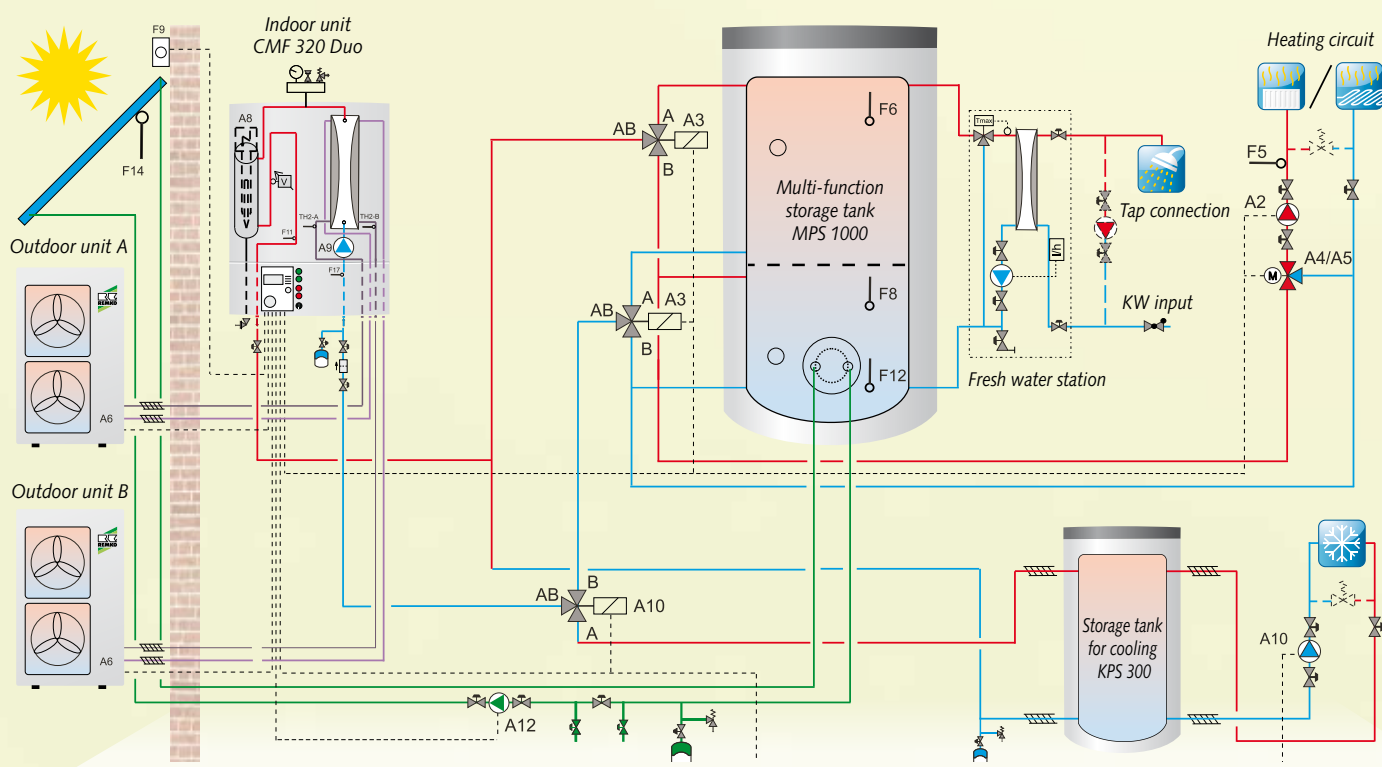 F9
Indoor unit
CMF 320 Duo
Heating circuit
A8
V
F14
TH2-A
TH2-B
F11
A9
F17
AB
A
A3
B
F6
Multi-function
storage tank
MPS 1000
Tmax
l/h
Tap connection
F5
A2
A4/A5
M
KW input
Fresh water station
AB
A
A3
B
F8
F12
Outdoor unit A
REMKO
A6
Outdoor unit B
REMKO
A6
B
AB
A10
A
A12
Storage tank
for cooling
KPS 300
A10